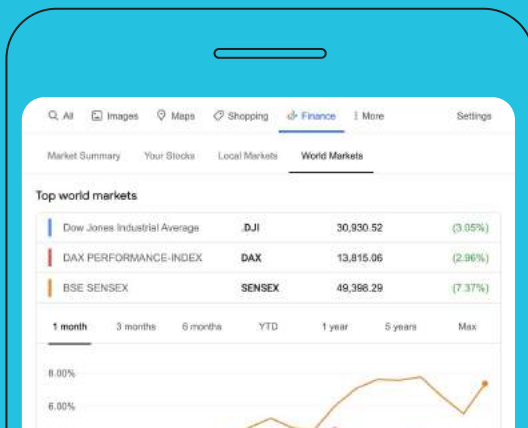 All Images Maps Shopping Finance More Settings
Market Summary Your Stocks Local Markets World Markets
Top world markets
Dow Jones Industrial Average .DJI 30,930.52 (3.05%)
DAX PERFORMANCE-INDEX DAX 13,815.06 (2.96%)
BSE SENSEX SENSEX 49,398.29 (7.37%)
1 month 3 months 6 months YTD 1 year 5 years Max
8.00%
6.00%